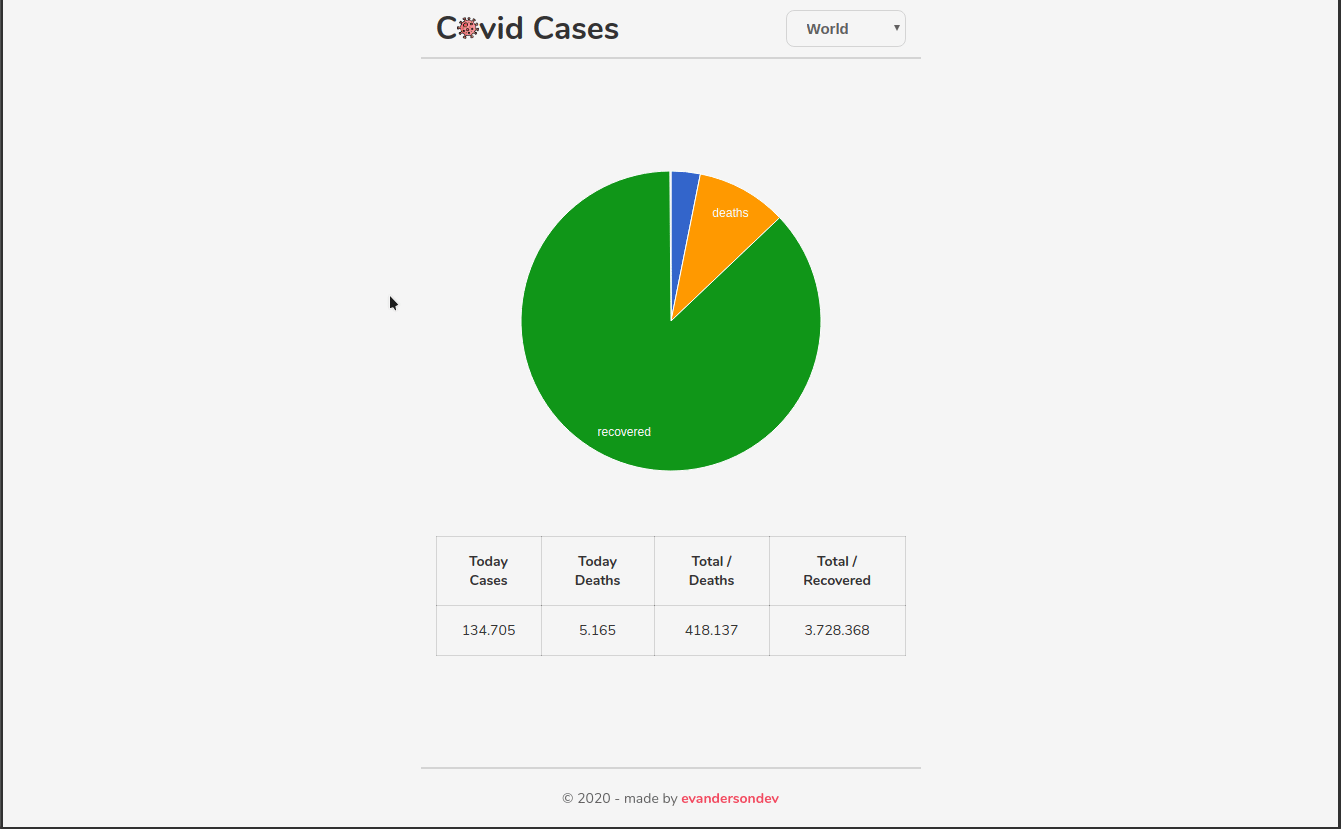 Covid Cases
World
deaths
recovered
Today Cases
Today Deaths
Total / Deaths
Total / Recovered
134.705
5.165
418.137
3.728.368
© 2020 - made by evandersondev